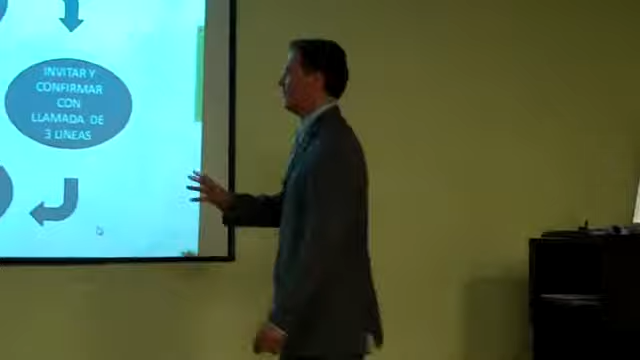 INVITAR Y
CONFIRMAR
CON
LLAMADA DE
3 LINEAS